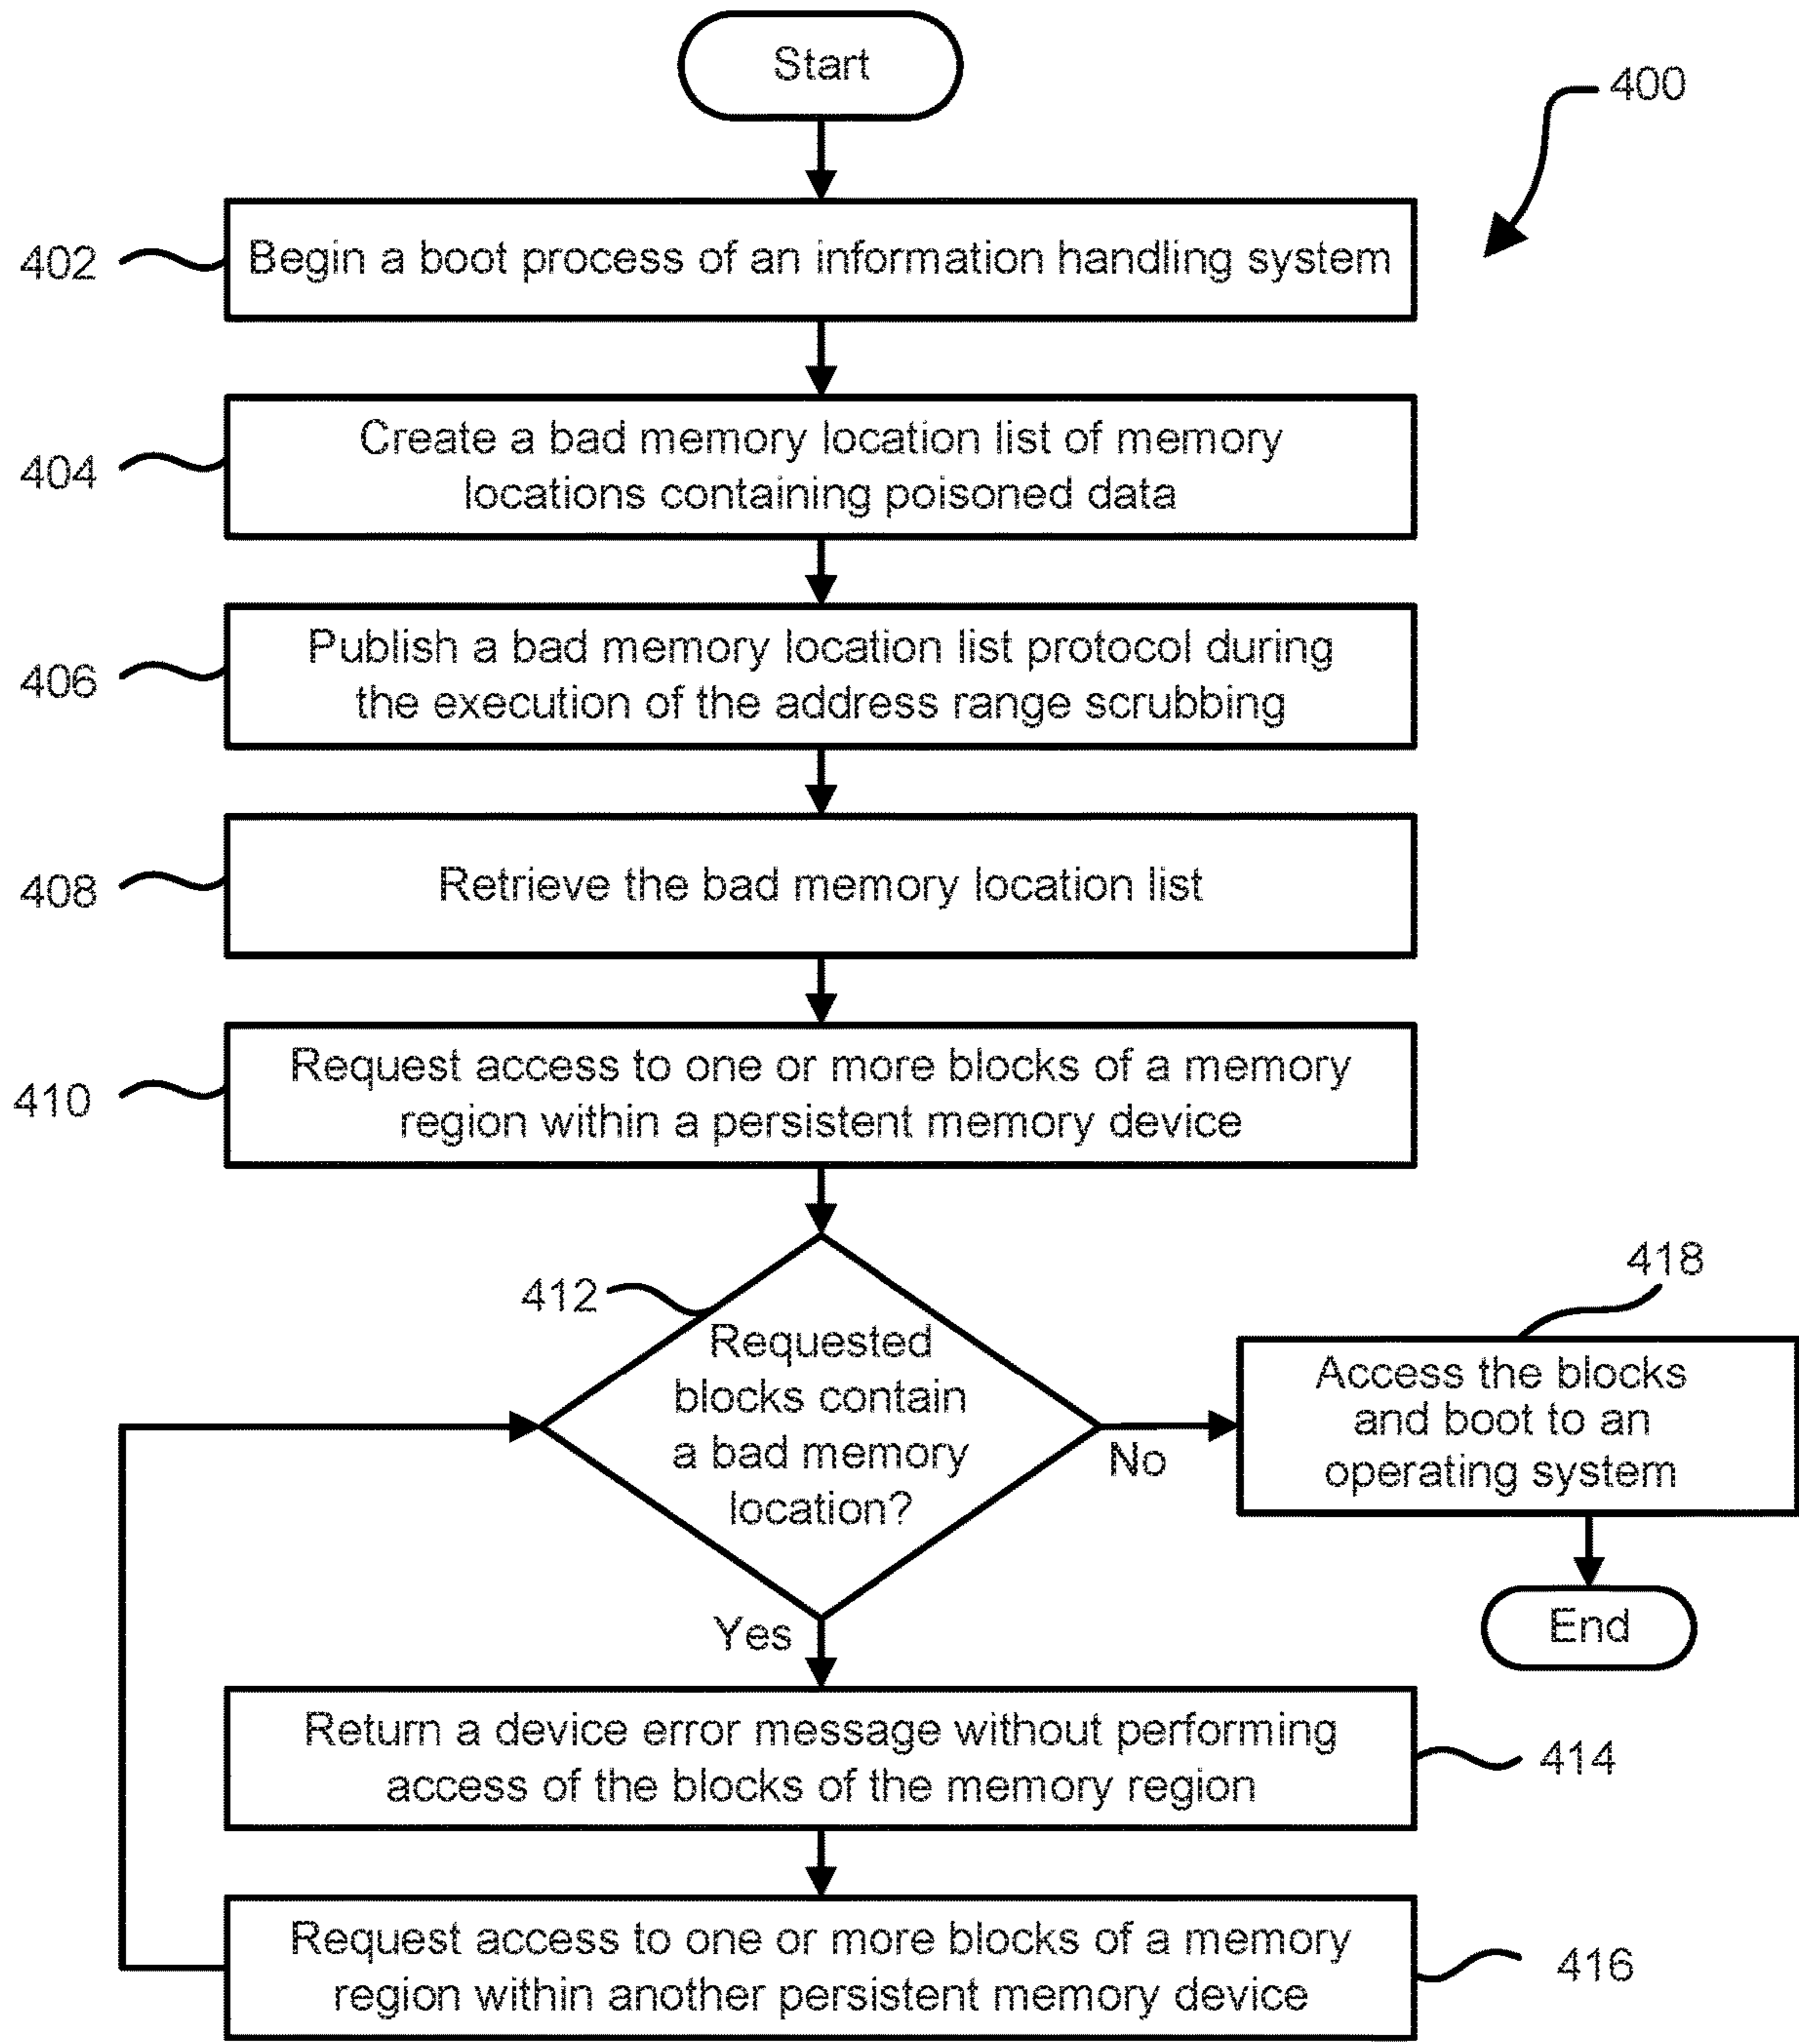 Start
400
402
Begin a boot process of an information handling system
404
Create a bad memory location list of memory
locations containing poisoned data
406
Publish a bad memory location list protocol during
the execution of the address range scrubbing
408
Retrieve the bad memory location list
410
Request access to one or more blocks of a memory
region within a persistent memory device
412
Requested
blocks contain
a bad memory
location?
No
418
Access the blocks
and boot to an
operating system
End
Yes
Return a device error message without performing
access of the blocks of the memory region
414
Request access to one or more blocks of a memory
region within another persistent memory device
416